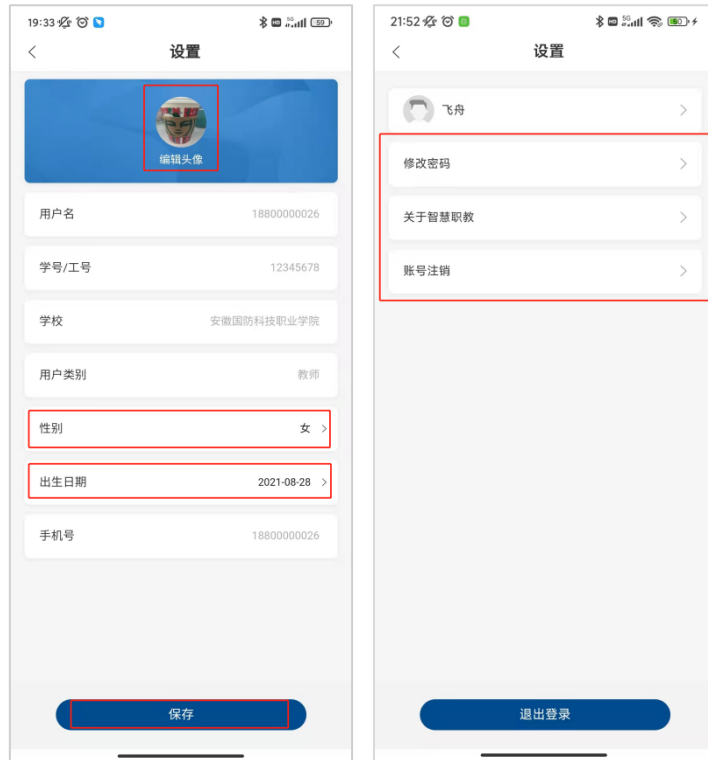 19:33
5G
59
设置
编辑头像
用户名
18800000026
学号/工号
12345678
学校
安徽国防科技职业学院
用户类别
教师
性别
女
出生日期
2021-08-28
手机号
18800000026
保存
21:52
5G
设置
飞舟
修改密码
关于智慧职教
账号注销
退出登录